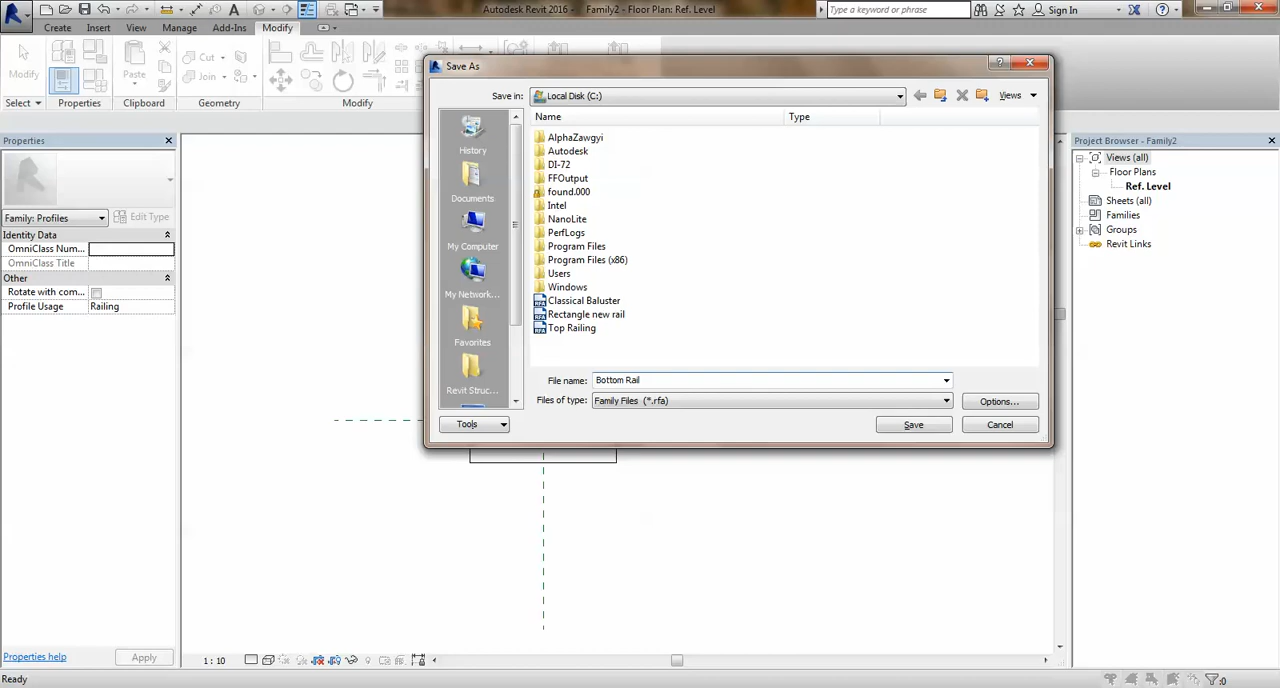 Autodesk Revit 2016 - Family2 - Floor Plan: Ref. Level
Type a keyword or phrase
Sign In
Create
Insert
View
Manage
Add-Ins
Modify
Modify
Paste
Cut
Join
Select
Properties
Clipboard
Geometry
Modify
Properties
Family: Profiles
Edit Type
Identity Data
OmniClass Num...
OmniClass Title
Other
Rotate with com...
Profile Usage
Railing
Properties help
Apply
1 : 10
Ready
Save As
Save in:
Local Disk (C:)
Views
Name
Type
History
Documents
My Computer
My Network...
Favorites
Revit Struc...
AlphaZawgyi
Autodesk
DI-72
FFOutput
found.000
Intel
NanoLite
PerfLogs
Program Files
Program Files (x86)
Users
Windows
Classical Baluster
Rectangle new rail
Top Railing
File name:
Bottom Rail
Files of type:
Family Files (*.rfa)
Options...
Tools
Save
Cancel
Project Browser - Family2
Views (all)
Floor Plans
Ref. Level
Sheets (all)
Families
Groups
Revit Links
:0